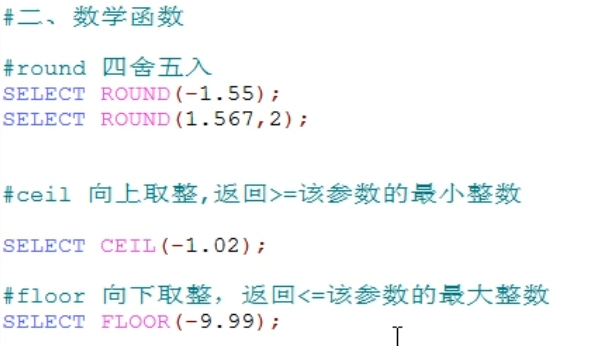 #二、数学函数
#round 四舍五入
SELECT ROUND(-1.55);
SELECT ROUND(1.567,2);
#ceil 向上取整,返回>=该参数的最小整数
SELECT CEIL(-1.02);
#floor 向下取整，返回<=该参数的最大整数
SELECT FLOOR(-9.99);